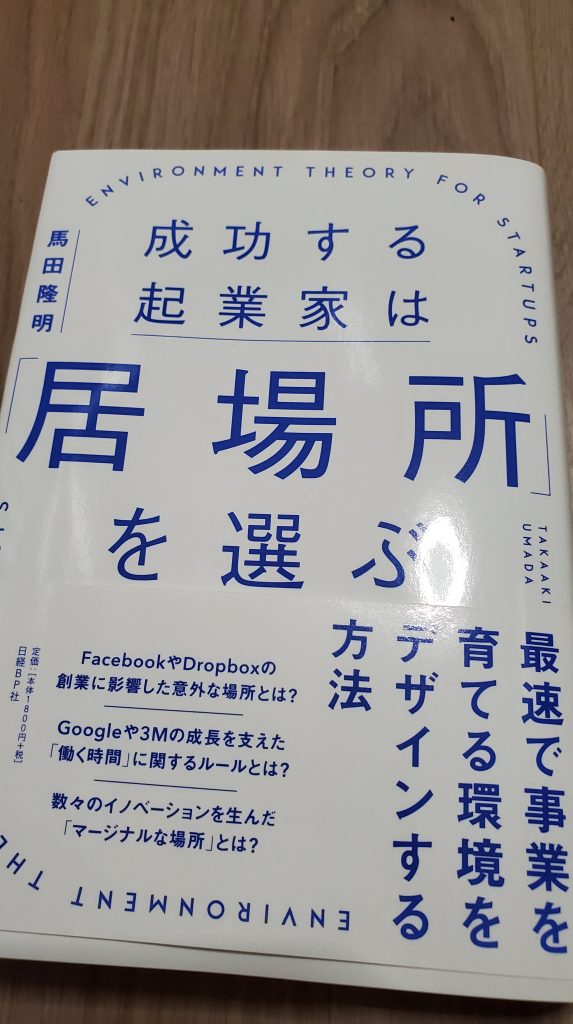 ENVIRONMENT THEORY FOR STARTUPS
馬田隆明
成功する
起業家は
「居場所」
を選ぶ
TAKAAKI
UMADA
最速で事業を
育てる環境を
デザインする
方法
FacebookやDropboxの
創業に影響した意外な場所とは?
Googleや3Mの成長を支えた
「働く時間」に関するルールとは?
数々のイノベーションを生んだ
「マージナルな場所」とは?
定価:[本体1800円+税]
日経BP社
ENVIRONMENT THE